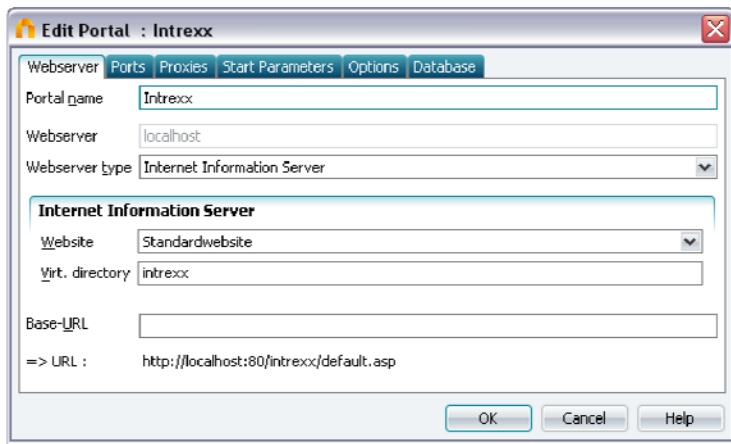 Edit Portal : Intrexx
Webserver Ports Proxies Start Parameters Options Database
Portal name Intrexx
Webserver localhost
Webserver type Internet Information Server
Internet Information Server
Website Standardwebsite
Virt. directory intrexx
Base-URL
=> URL : http://localhost:80/intrexx/default.asp
OK Cancel Help